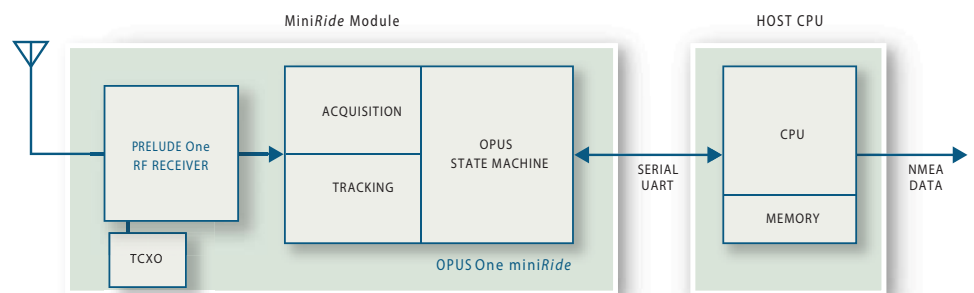 MiniRide Module
HOST CPU
PRELUDE One
RF RECEIVER
TCXO
ACQUISITION
TRACKING
OPUS
STATE MACHINE
OPUS One miniRide
SERIAL
UART
CPU
MEMORY
NMEA
DATA